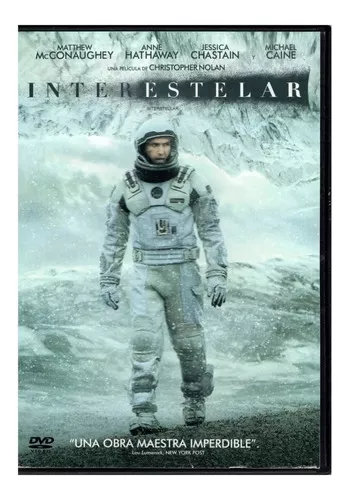 MATTHEW ANNE JESSICA MICHAEL
McCONAUGHEY HATHAWAY CHASTAIN Y CAINE
UNA PELÍCULA DE CHRISTOPHER NOLAN
INTERESTELAR
INTERSTELLAR
DVD
"UNA OBRA MAESTRA IMPERDIBLE".
Lou Lumenick, NEW YORK POST